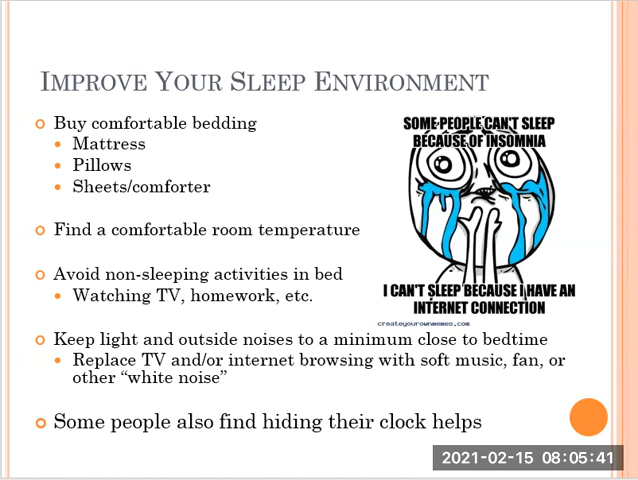 IMPROVE YOUR SLEEP ENVIRONMENT
Buy comfortable bedding
Mattress
Pillows
Sheets/comforter
Find a comfortable room temperature
Avoid non-sleeping activities in bed
Watching TV, homework, etc.
SOME PEOPLE CAN'T SLEEP
BECAUSE OF INSOMNIA
I CAN'T SLEEP BECAUSE I HAVE AN
INTERNET CONNECTION
createyourownmemes.com
Keep light and outside noises to a minimum close to bedtime
Replace TV and/or internet browsing with soft music, fan, or
other “white noise”
Some people also find hiding their clock helps
2021-02-15 08:05:41